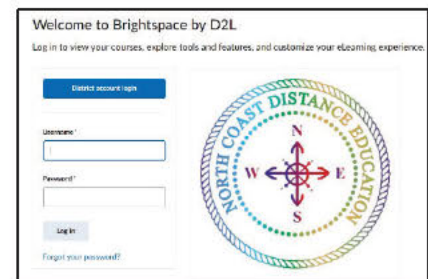 Welcome to Brightspace by D2L
Log in to view your courses, explore tools and features, and customize your eLearning experience.
District account login
Username *
Password *
Log in
Forgot your password?
NORTH COAST DISTANCE EDUCATION
N
W E
S